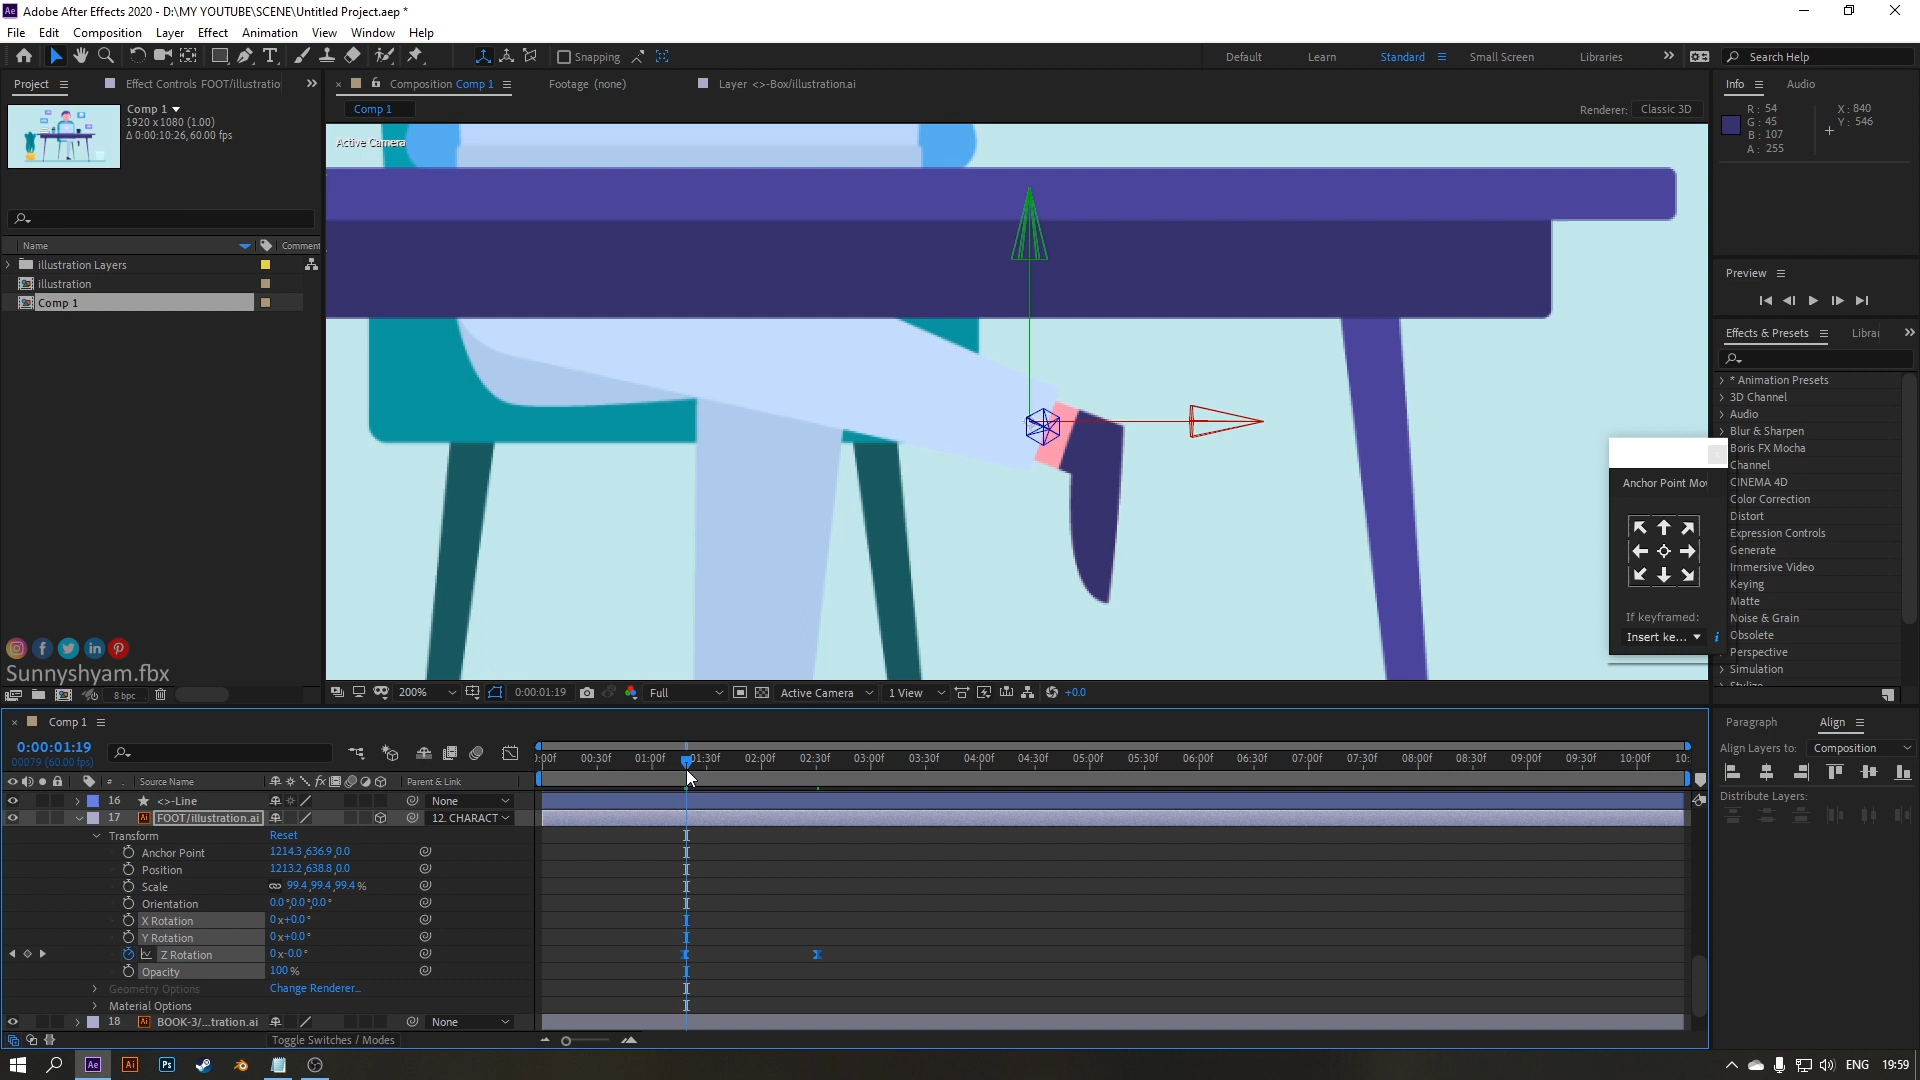 Adobe After Effects 2020 - D:\MY YOUTUBE\SCENE\Untitled Project.aep *
File Edit Composition Layer Effect Animation View Window Help
Snapping
Default Learn Standard Small Screen Libraries
Search Help
Project
Effect Controls FOOT/illustratio
Composition Comp 1
Footage (none)
Layer <>-Box/illustration.ai
Info Audio
Comp 1
1920 x 1080 (1.00)
Δ 0:00:10:26, 60.00 fps
Comp 1
Renderer: Classic 3D
R: 54
G: 45
B: 107
A: 255
X: 840
Y: 546
Active Camera
Name Comment
illustration Layers
illustration
Comp 1
Preview
Effects & Presets
Librai
* Animation Presets
3D Channel
Audio
Blur & Sharpen
Boris FX Mocha
Channel
CINEMA 4D
Color Correction
Distort
Expression Controls
Generate
Immersive Video
Keying
Matte
Noise & Grain
Obsolete
Perspective
Simulation
Stylize
Anchor Point Mov
If keyframed:
Insert ke...
Sunnyshyam.fbx
8 bpc
200%
0:00:01:19
Full
Active Camera
1 View
+0.0
Comp 1
0:00:01:19
00079 (60.00 fps)
:00f 00:30f 01:00f 01:30f 02:00f 02:30f 03:00f 03:30f 04:00f 04:30f 05:00f 05:30f 06:00f 06:30f 07:00f 07:30f 08:00f 08:30f 09:00f 09:30f 10:00f 10:
# Source Name
Parent & Link
16 <>-Line None
17 FOOT/illustration.ai 12. CHARACT
Transform Reset
Anchor Point 1214.3,636.9,0.0
Position 1213.2,638.8,0.0
Scale 99.4,99.4,99.4%
Orientation 0.0°,0.0°,0.0°
X Rotation 0x+0.0°
Y Rotation 0x+0.0°
Z Rotation 0x-0.0°
Opacity 100%
Geometry Options Change Renderer...
Material Options
18 BOOK-3/...tration.ai None
Toggle Switches / Modes
Paragraph Align
Align Layers to: Composition
Distribute Layers:
Ae Ai Ps
ENG 19:59